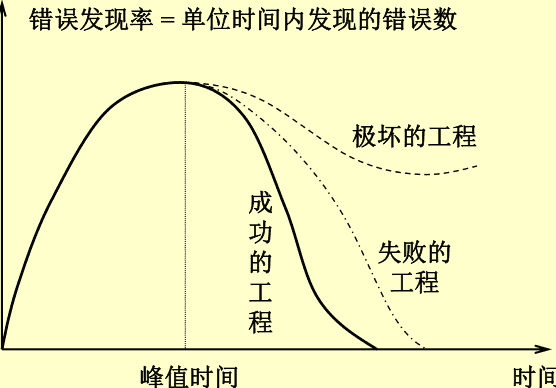 错误发现率 = 单位时间内发现的错误数
极坏的工程
成功的工程
失败的
工程
峰值时间
时间